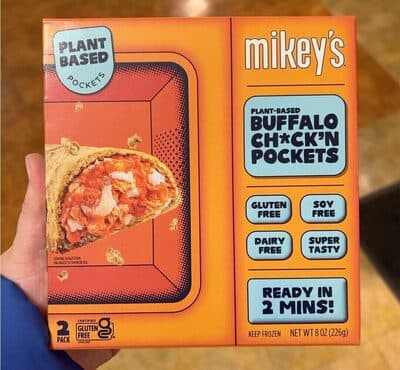 PLANT
BASED
POCKETS
mikey's
PLANT-BASED
BUFFALO
CH*CK'N
POCKETS
GLUTEN
FREE
SOY
FREE
DAIRY
FREE
SUPER
TASTY
READY IN
2 MINS!
2
PACK
CERTIFIED
GLUTEN
FREE
KEEP FROZEN NET WT 8 OZ (226g)